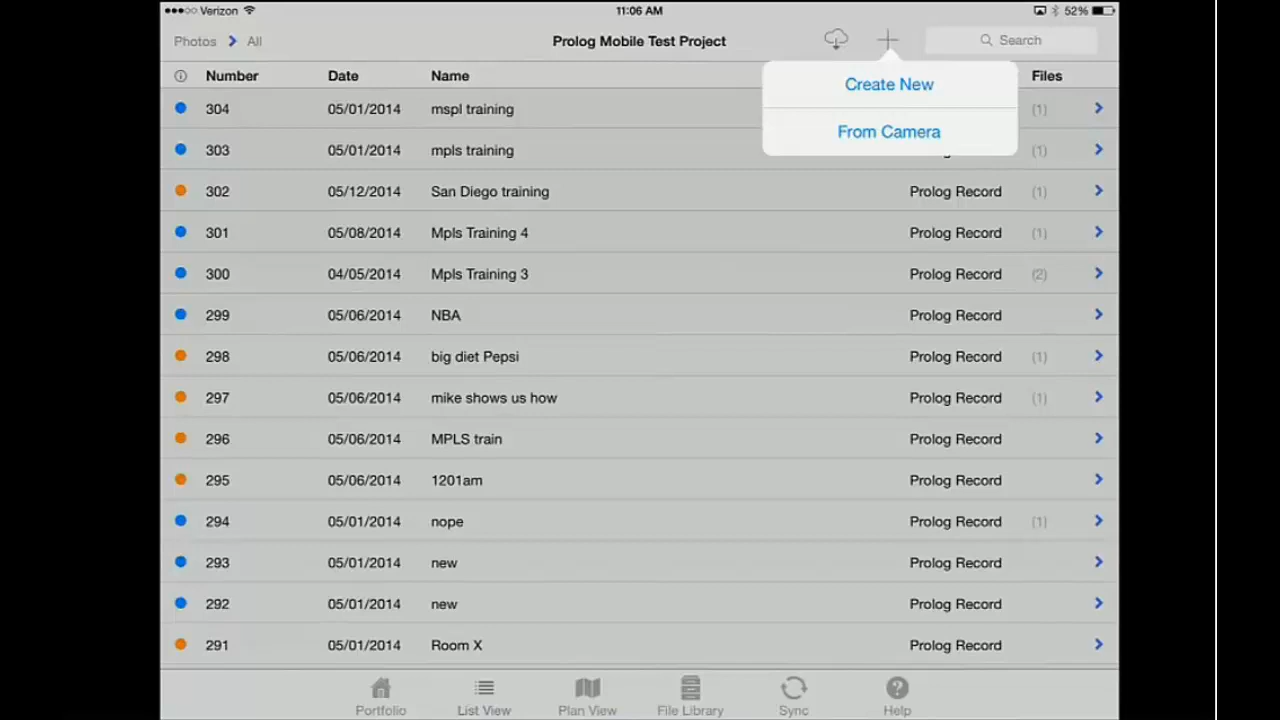 Verizon 11:06 AM 52%
Photos All Prolog Mobile Test Project Search
Number Date Name Files
Create New
From Camera
304 05/01/2014 mspl training (1)
303 05/01/2014 mpls training (1)
302 05/12/2014 San Diego training Prolog Record (1)
301 05/08/2014 Mpls Training 4 Prolog Record (1)
300 04/05/2014 Mpls Training 3 Prolog Record (2)
299 05/06/2014 NBA Prolog Record
298 05/06/2014 big diet Pepsi Prolog Record (1)
297 05/06/2014 mike shows us how Prolog Record (1)
296 05/06/2014 MPLS train Prolog Record
295 05/06/2014 1201am Prolog Record
294 05/01/2014 nope Prolog Record (1)
293 05/01/2014 new Prolog Record
292 05/01/2014 new Prolog Record
291 05/01/2014 Room X Prolog Record
Portfolio List View Plan View File Library Sync Help